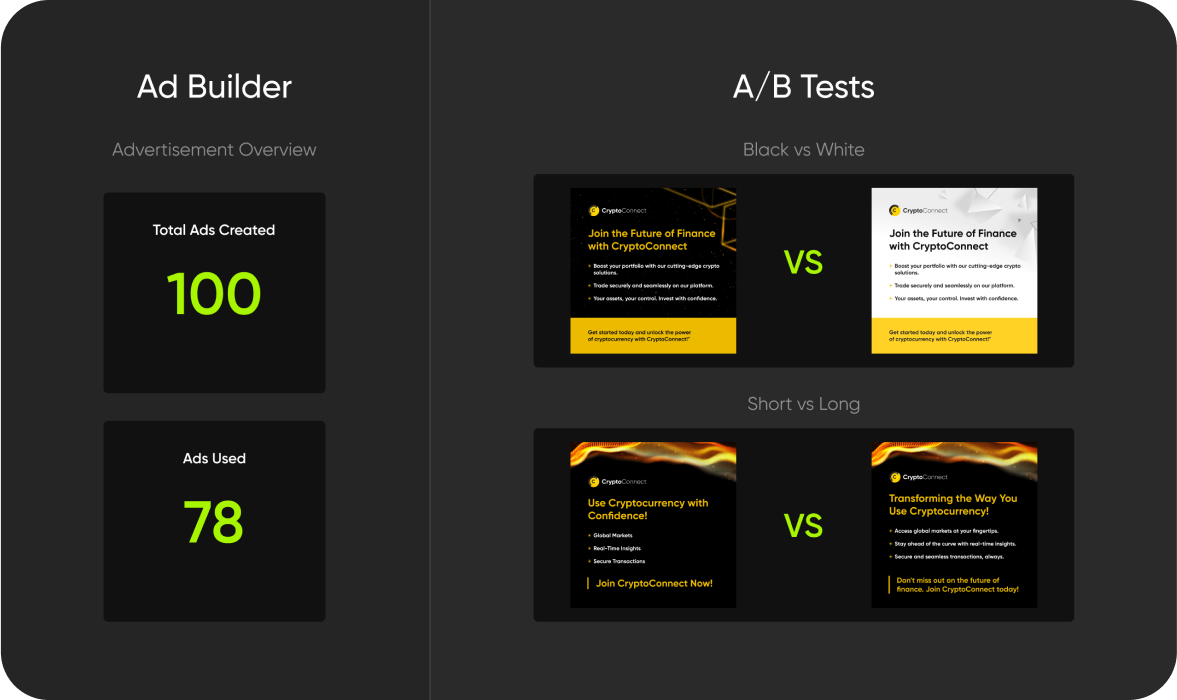 Ad Builder
Advertisement Overview
Total Ads Created
100
Ads Used
78
A/B Tests
Black vs White
CryptoConnect
Join the Future of Finance
with CryptoConnect
Boost your portfolio with our cutting-edge crypto
solutions.
Trade securely and seamlessly on our platform.
Your assets, your control. Invest with confidence.
Get started today and unlock the power
of cryptocurrency with CryptoConnect!"
VS
CryptoConnect
Join the Future of Finance
with CryptoConnect
Boost your portfolio with our cutting-edge crypto
solutions.
Trade securely and seamlessly on our platform.
Your assets, your control. Invest with confidence.
Get started today and unlock the power
of cryptocurrency with CryptoConnect!"
Short vs Long
CryptoConnect
Use Cryptocurrency with
Confidence!
Global Markets
Real-Time Insights
Secure Transactions
Join CryptoConnect Now!
VS
CryptoConnect
Transforming the Way You
Use Cryptocurrency!
Access global markets at your fingertips.
Stay ahead of the curve with real-time insights.
Secure and seamless transactions, always.
Don't miss out on the future of
finance. Join CryptoConnect today!